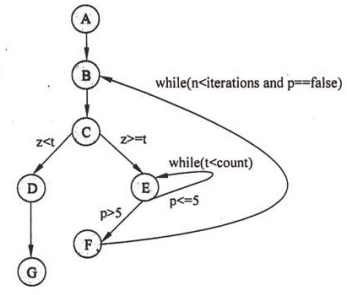 A
B
while(n<iterations and p==false)
C
z<t
z>=t
while(t<count)
D
E
p<=5
p>5
F
G